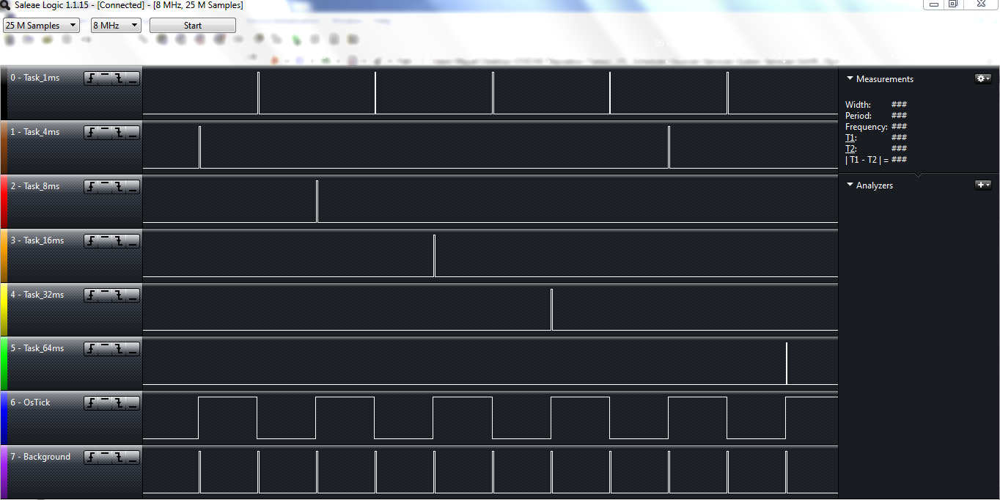 Saleae Logic 1.1.15 - [Connected] - [8 MHz, 25 M Samples]
25 M Samples 8 MHz Start
0 - Task_1ms
1 - Task_4ms
2 - Task_8ms
3 - Task_16ms
4 - Task_32ms
5 - Task_64ms
6 - OsTick
7 - Background
Measurements
Width: ###
Period: ###
Frequency: ###
T1: ###
T2: ###
| T1 - T2 | = ###
Analyzers